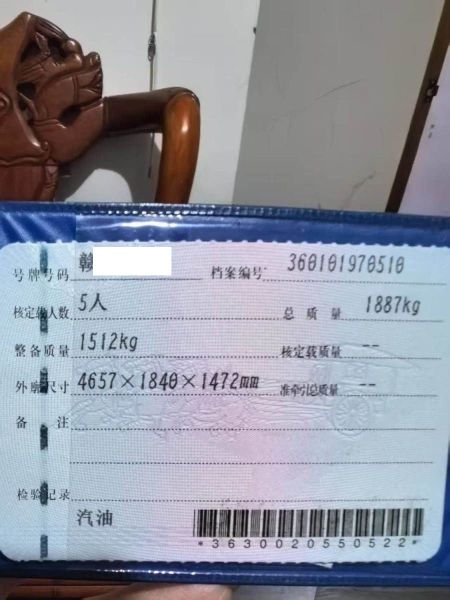 号牌号码 赣 档案编号 360101970510
核定载人数 5人 总质量 1887kg
整备质量 1512kg 核定载质量 --
外廓尺寸 4657×1840×1472mm 准牵引总质量 --
备注
检验记录
汽油
*3630020550522*